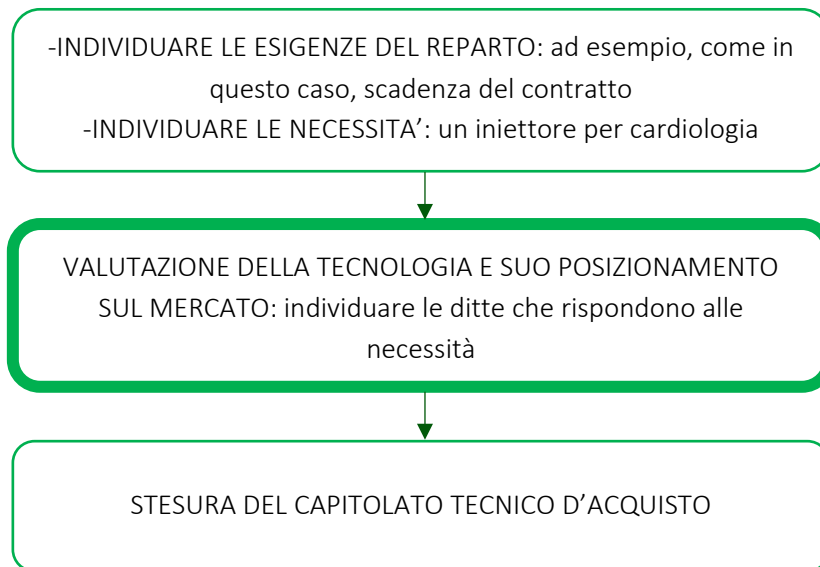 -INDIVIDUARE LE ESIGENZE DEL REPARTO: ad esempio, come in
questo caso, scadenza del contratto
-INDIVIDUARE LE NECESSITA’: un iniettore per cardiologia
VALUTAZIONE DELLA TECNOLOGIA E SUO POSIZIONAMENTO
SUL MERCATO: individuare le ditte che rispondono alle
necessità
STESURA DEL CAPITOLATO TECNICO D’ACQUISTO